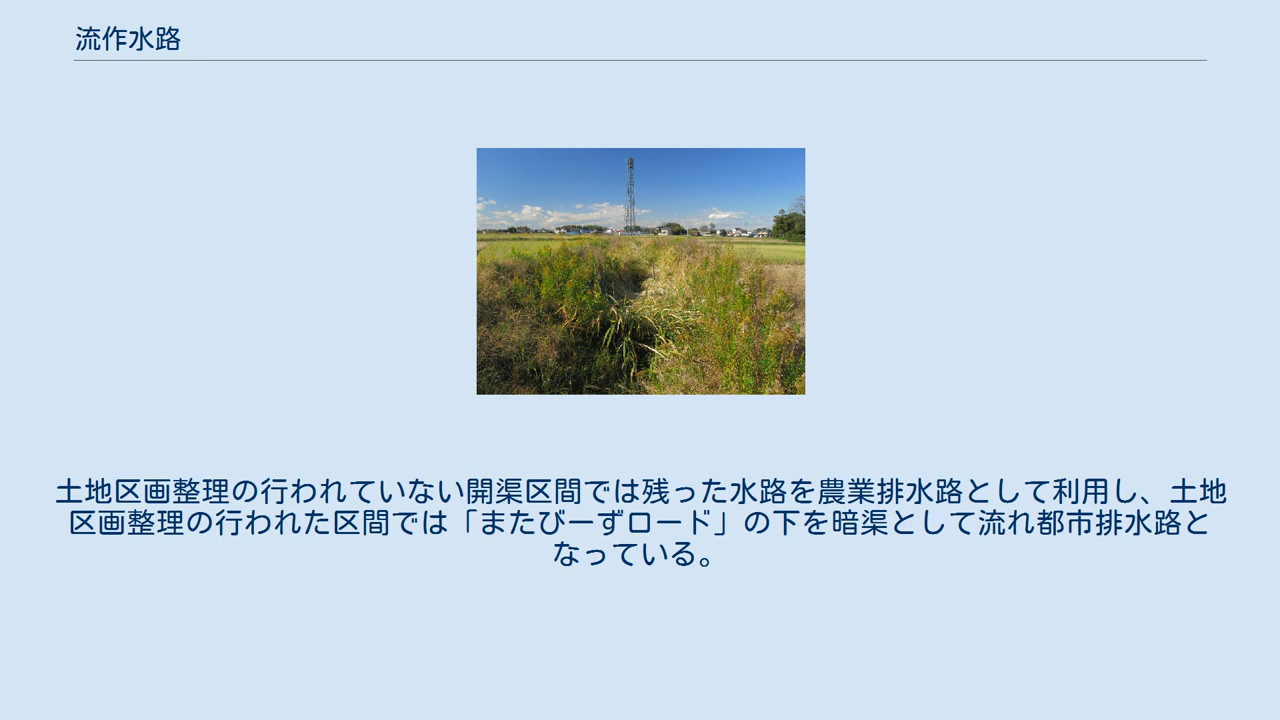 流作水路
土地区画整理の行われていない開渠区間では残った水路を農業排水路として利用し、土地
区画整理の行われた区間では「またびーずロード」の下を暗渠として流れ都市排水路と
なっている。